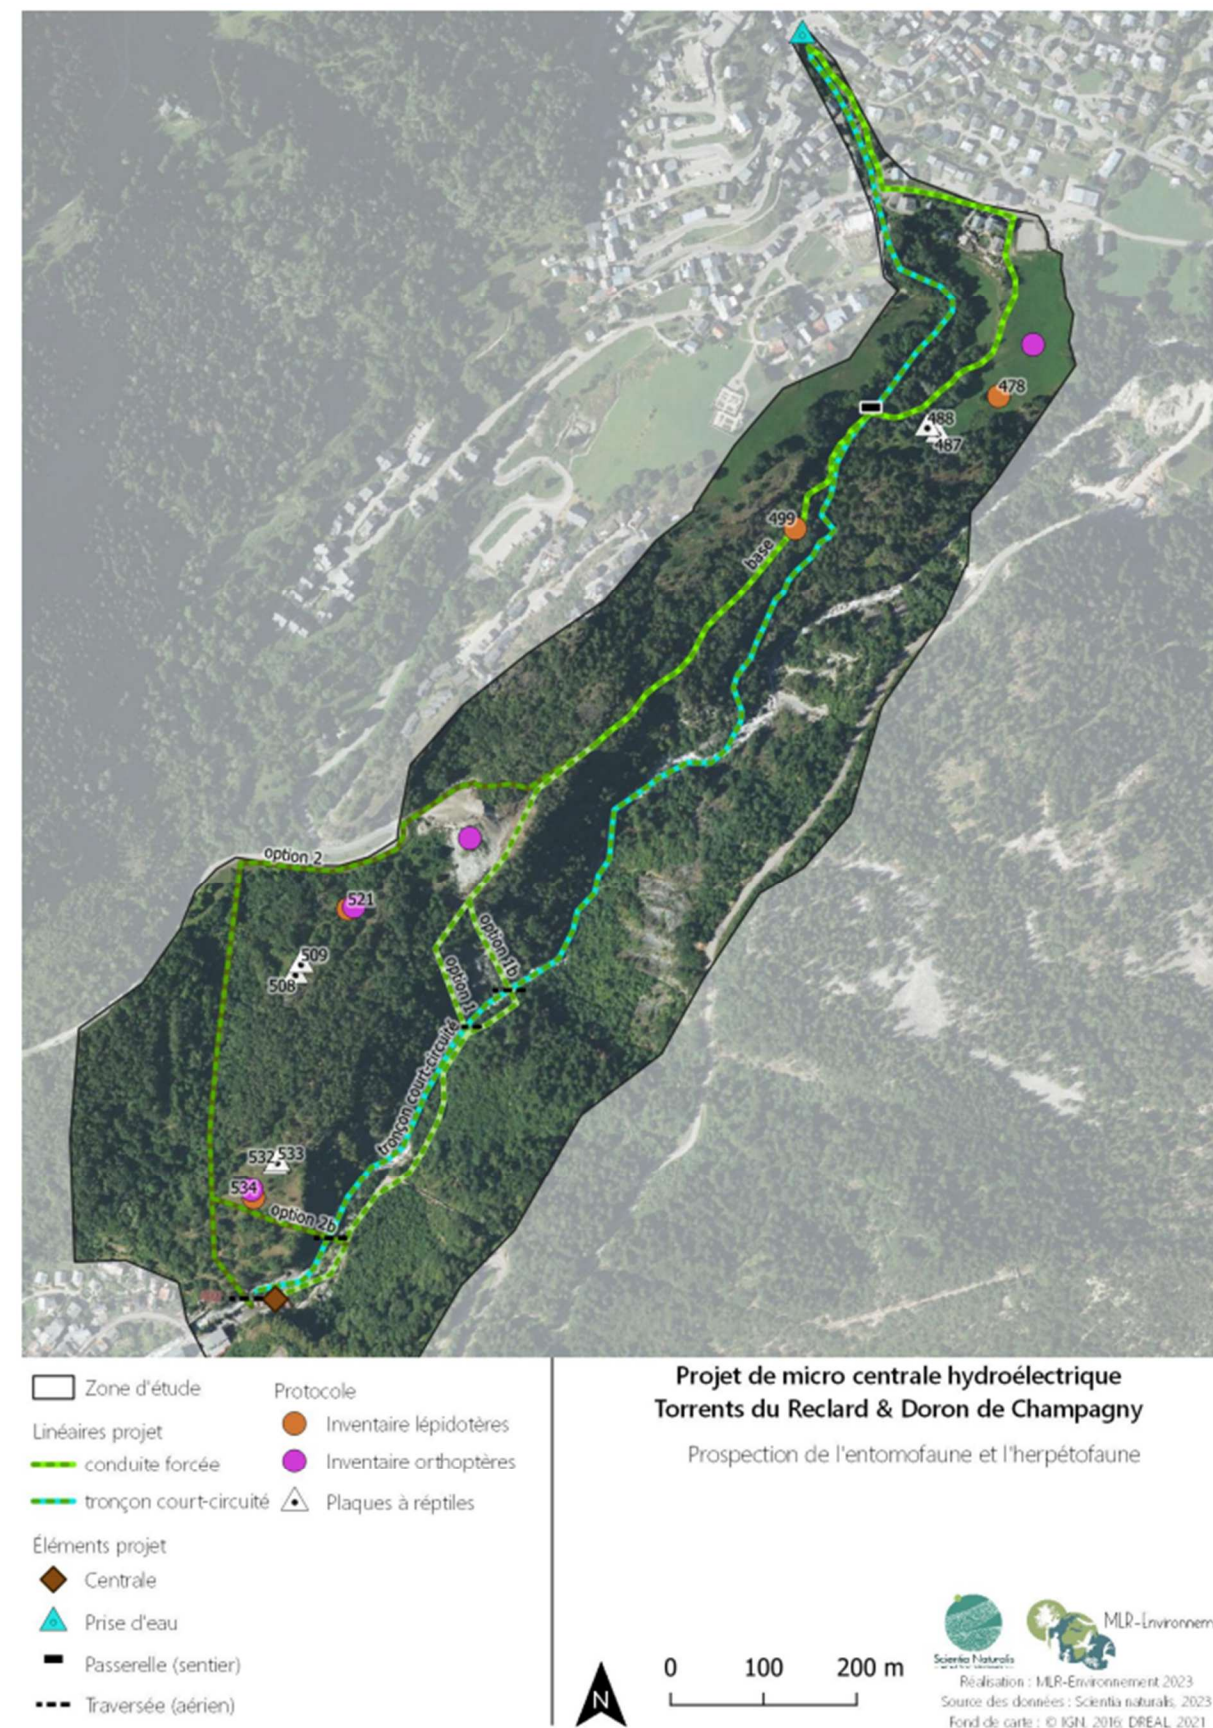 478
488
487
499
base
option 2
521
509
508
option 1b
option 1
tronçon court-circuité
532 533
534
option 2b
Zone d'étude
Linéaires projet
conduite forcée
tronçon court-circuité
Éléments projet
Centrale
Prise d'eau
Passerelle (sentier)
Traversée (aérien)
Protocole
Inventaire lépidotères
Inventaire orthoptères
Plaques à réptiles
Projet de micro centrale hydroélectrique
Torrents du Reclard & Doron de Champagny
Prospection de l'entomofaune et l'herpétofaune
N
0 100 200 m
Scientia Naturalis
MLR-Environnem
Réalisation : MLR-Environnement 2023
Source des données : Scientia naturalis, 2023
Fond de carte : © IGN, 2016; DREAL, 2021